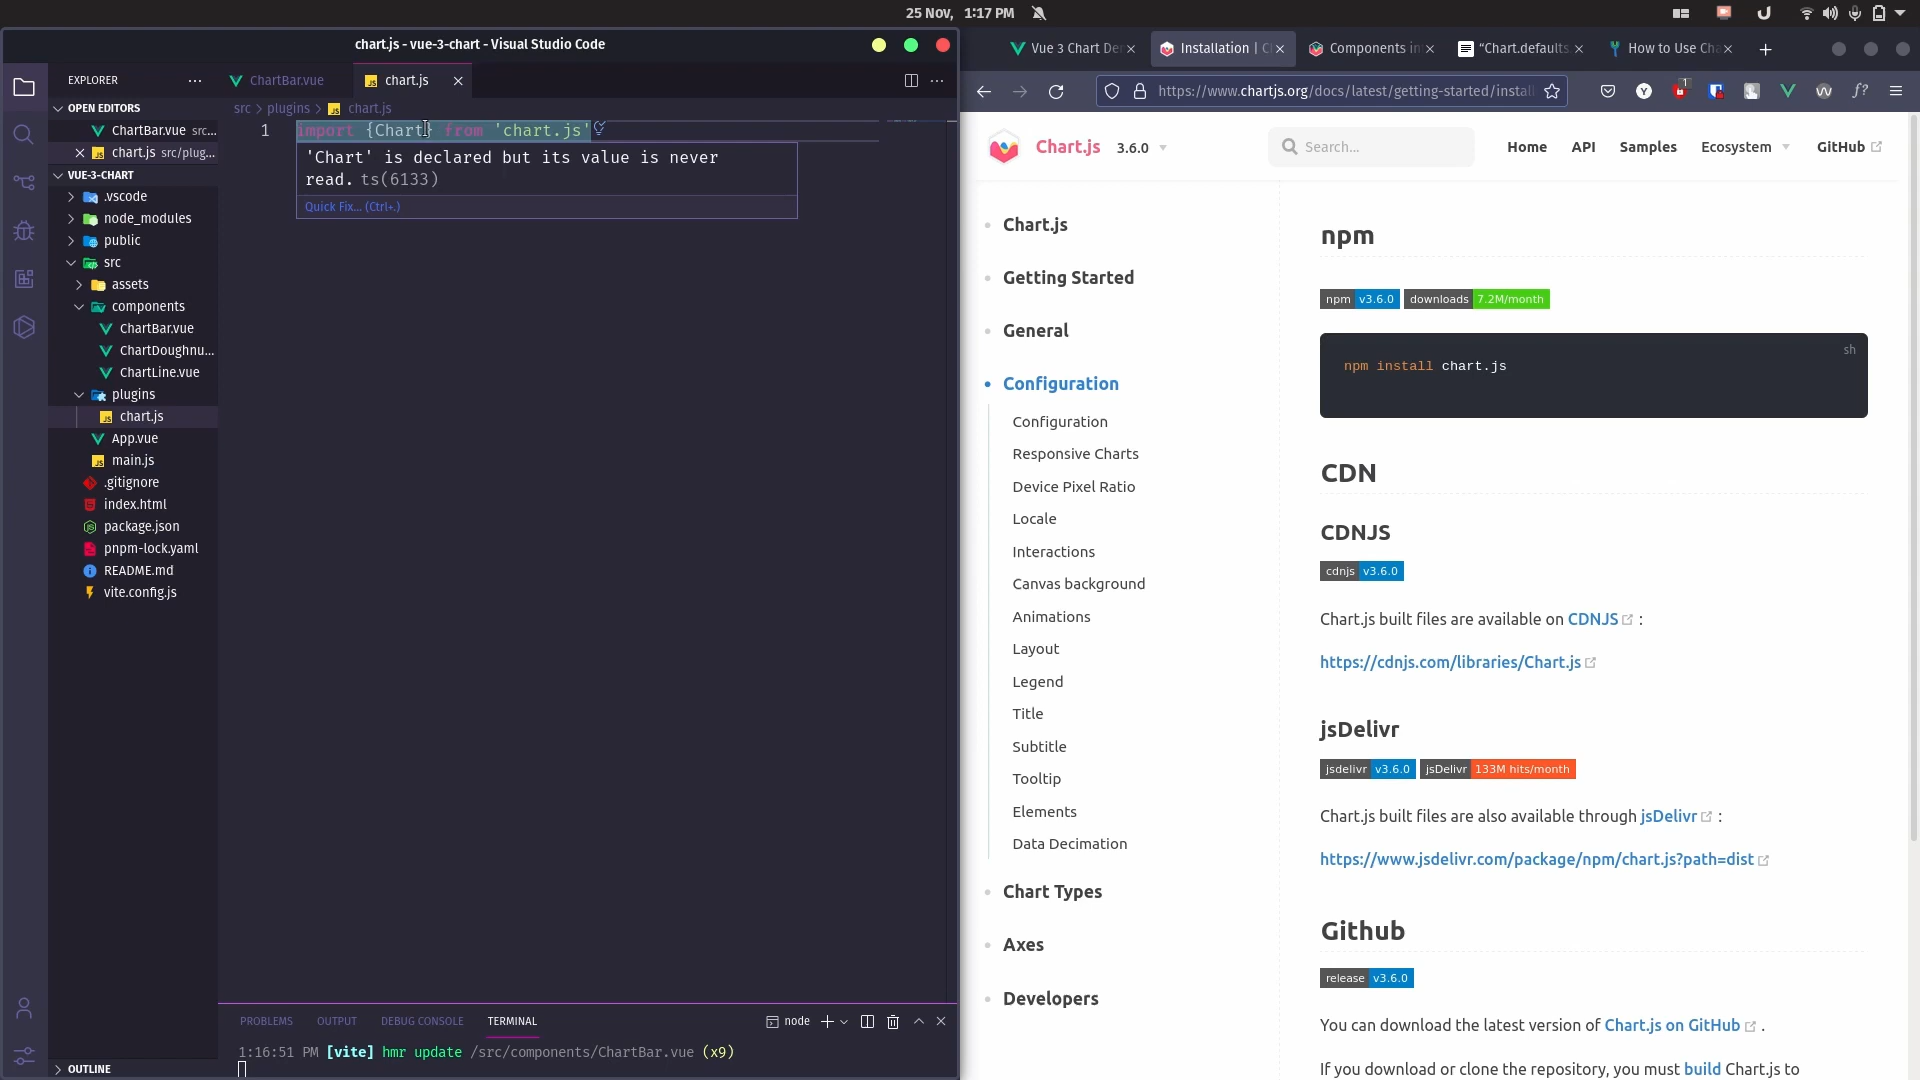 25 Nov, 1:17 PM
chart.js - vue-3-chart - Visual Studio Code
EXPLORER
OPEN EDITORS
ChartBar.vue src...
chart.js src/plug...
VUE-3-CHART
.vscode
node_modules
public
src
assets
components
ChartBar.vue
ChartDoughnu...
ChartLine.vue
plugins
chart.js
App.vue
main.js
.gitignore
index.html
package.json
pnpm-lock.yaml
README.md
vite.config.js
OUTLINE
ChartBar.vue
chart.js
src > plugins > chart.js
1 import {Chart} from 'chart.js'
'Chart' is declared but its value is never
read. ts(6133)
Quick Fix... (Ctrl+.)
PROBLEMS OUTPUT DEBUG CONSOLE TERMINAL
node
1:16:51 PM [vite] hmr update /src/components/ChartBar.vue (x9)
Vue 3 Chart De
Installation | C
Components in
"Chart.defaults
How to Use Cha
https://www.chartjs.org/docs/latest/getting-started/instal
1
f?
Chart.js 3.6.0
Search...
Home API Samples Ecosystem GitHub
Chart.js
Getting Started
General
Configuration
Configuration
Responsive Charts
Device Pixel Ratio
Locale
Interactions
Canvas background
Animations
Layout
Legend
Title
Subtitle
Tooltip
Elements
Data Decimation
Chart Types
Axes
Developers
npm
npm v3.6.0 downloads 7.2M/month
sh
npm install chart.js
CDN
CDNJS
cdnjs v3.6.0
Chart.js built files are available on CDNJS :
https://cdnjs.com/libraries/Chart.js
jsDelivr
jsdelivr v3.6.0 jsDelivr 133M hits/month
Chart.js built files are also available through jsDelivr :
https://www.jsdelivr.com/package/npm/chart.js?path=dist
Github
release v3.6.0
You can download the latest version of Chart.js on GitHub .
If you download or clone the repository, you must build Chart.js to